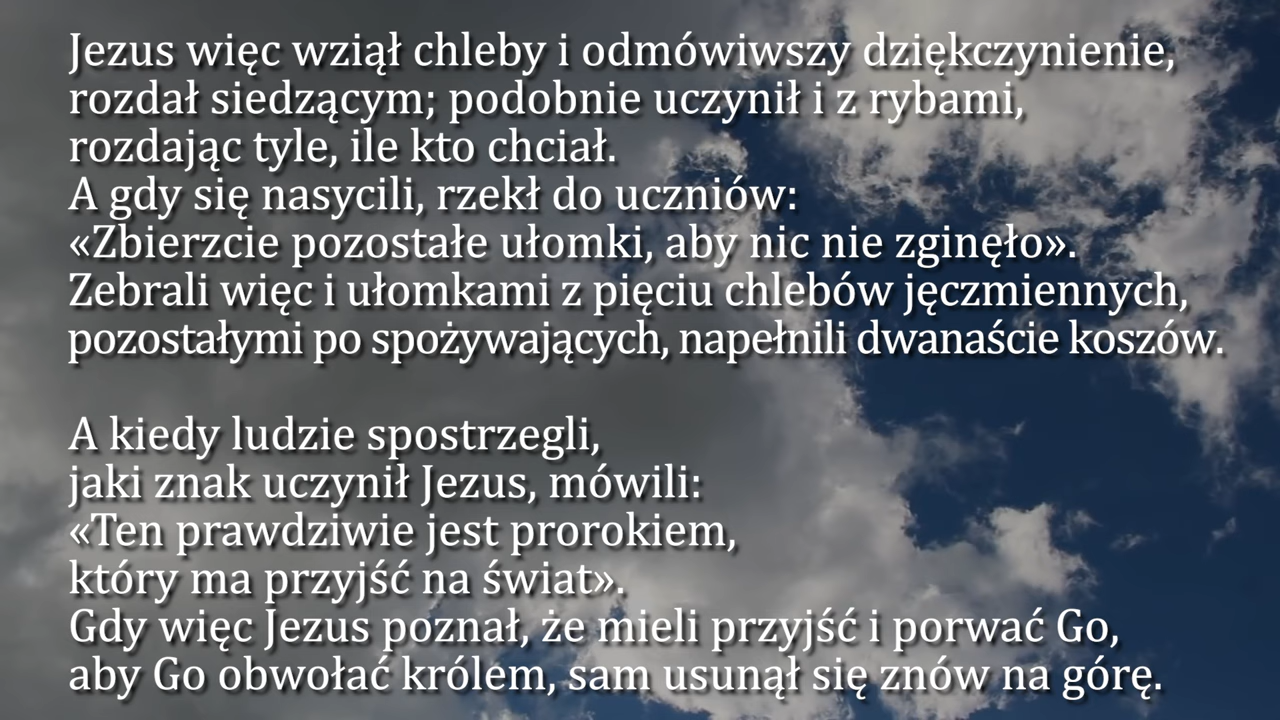 Jezus więc wziął chleby i odmówiwszy dziękczynienie,
rozdał siedzącym; podobnie uczynił i z rybami,
rozdając tyle, ile kto chciał.
A gdy się nasycili, rzekł do uczniów:
«Zbierzcie pozostałe ułomki, aby nic nie zginęło».
Zebrali więc i ułomkami z pięciu chlebów jęczmiennych,
pozostałymi po spożywających, napełnili dwanaście koszów.
A kiedy ludzie spostrzegli,
jaki znak uczynił Jezus, mówili:
«Ten prawdziwie jest prorokiem,
który ma przyjść na świat».
Gdy więc Jezus poznał, że mieli przyjść i porwać Go,
aby Go obwołać królem, sam usunął się znów na górę.